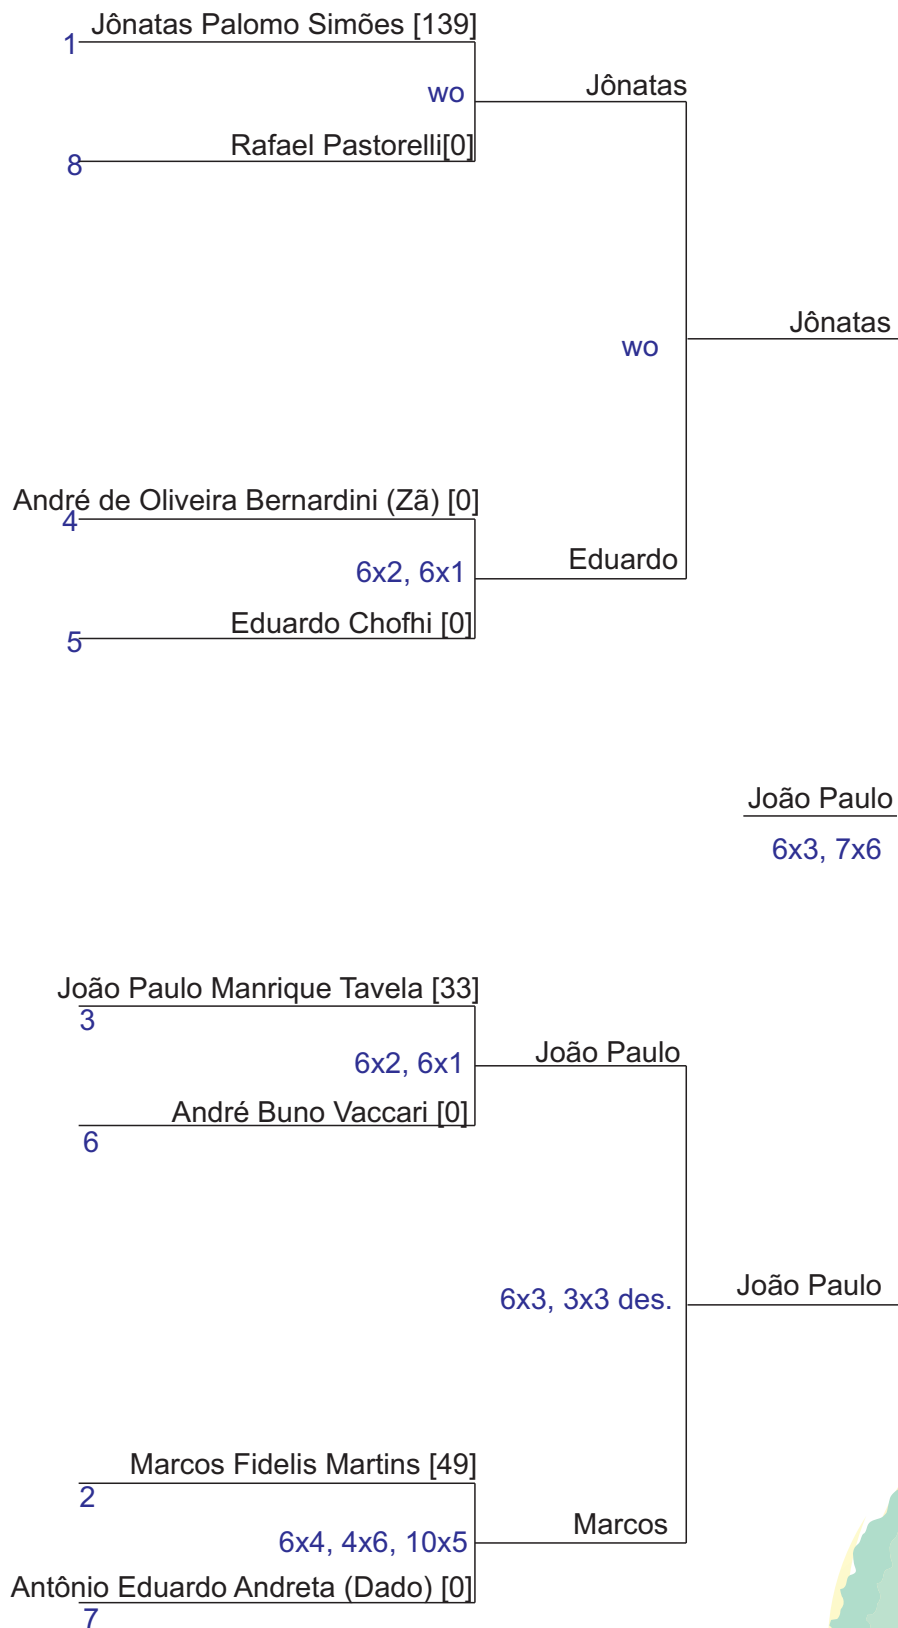 Jônatas Palomo Simões [139]
1
wo
Jônatas
Rafael Pastorelli[0]
8
wo
Jônatas
André de Oliveira Bernardini (Zã) [0]
4
6x2, 6x1
Eduardo
Eduardo Chofhi [0]
5
João Paulo
6x3, 7x6
João Paulo Manrique Tavela [33]
3
6x2, 6x1
João Paulo
André Buno Vaccari [0]
6
6x3, 3x3 des.
João Paulo
Marcos Fidelis Martins [49]
2
6x4, 4x6, 10x5
Marcos
Antônio Eduardo Andreta (Dado) [0]
7